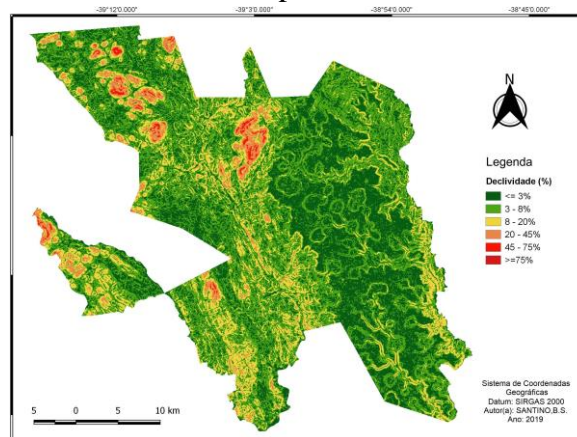 -39°12'0.000" -39°3'0.000" -38°54'0.000" -38°45'0.000"
N
Legenda
Declividade (%)
<= 3%
3 - 8%
8 - 20%
20 - 45%
45 - 75%
>=75%
5 0 5 10 km
Sistema de Coordenadas
Geográficas
Datum: SIRGAS 2000
Autor(a): SANTINO,B.S.
Ano: 2019